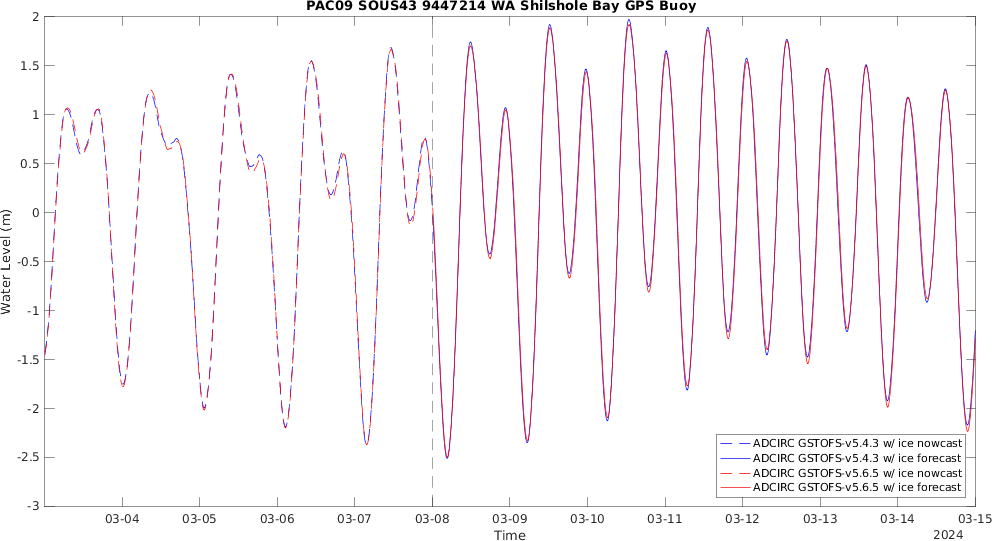 PAC09 SOUS43 9447214 WA Shilshole Bay GPS Buoy
2
1.5
1
0.5
0
-0.5
-1
-1.5
-2
-2.5
-3
Water Level (m)
ADCIRC GSTOFS-v5.4.3 w/ ice nowcast
ADCIRC GSTOFS-v5.4.3 w/ ice forecast
ADCIRC GSTOFS-v5.6.5 w/ ice nowcast
ADCIRC GSTOFS-v5.6.5 w/ ice forecast
03-04 03-05 03-06 03-07 03-08 03-09 03-10 03-11 03-12 03-13 03-14 03-15
Time
2024